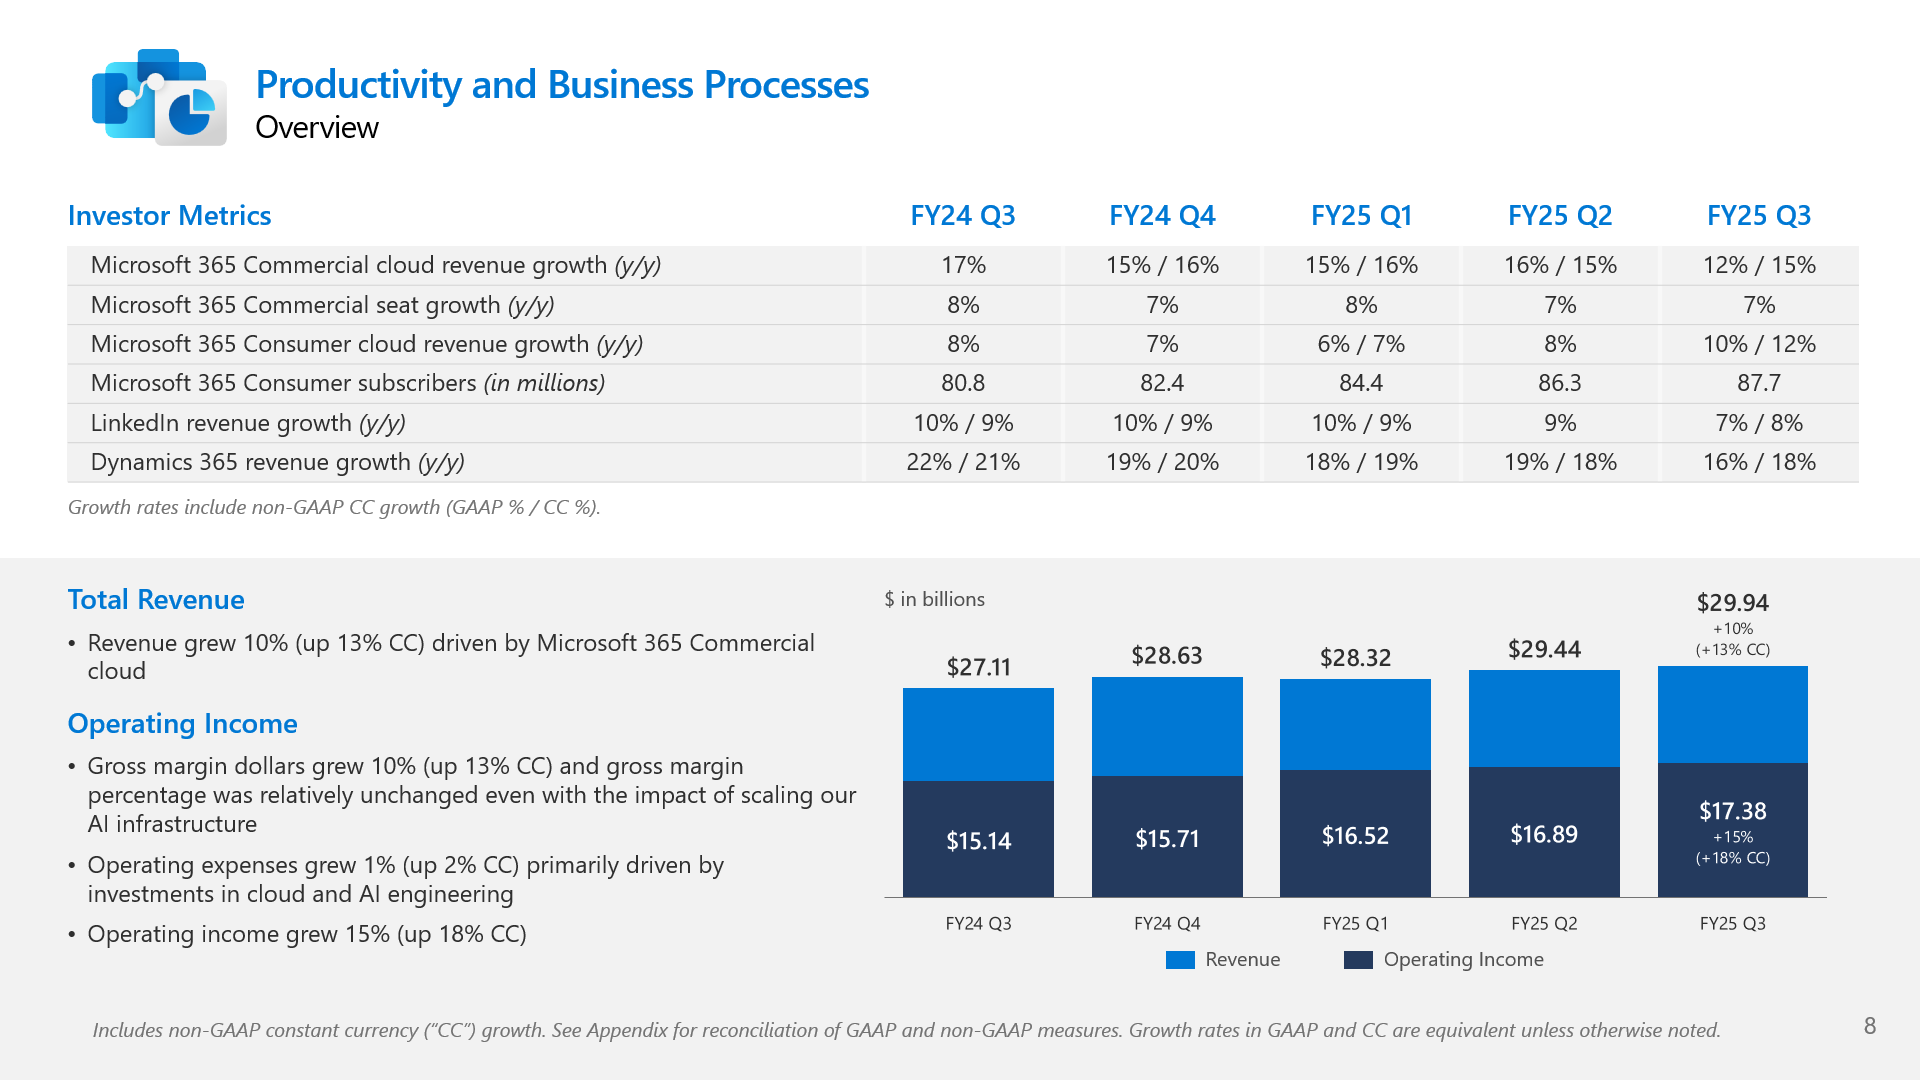 Productivity and Business Processes
Overview
Investor Metrics FY24 Q3 FY24 Q4 FY25 Q1 FY25 Q2 FY25 Q3
Microsoft 365 Commercial cloud revenue growth (y/y) 17% 15% / 16% 15% / 16% 16% / 15% 12% / 15%
Microsoft 365 Commercial seat growth (y/y) 8% 7% 8% 7% 7%
Microsoft 365 Consumer cloud revenue growth (y/y) 8% 7% 6% / 7% 8% 10% / 12%
Microsoft 365 Consumer subscribers (in millions) 80.8 82.4 84.4 86.3 87.7
LinkedIn revenue growth (y/y) 10% / 9% 10% / 9% 10% / 9% 9% 7% / 8%
Dynamics 365 revenue growth (y/y) 22% / 21% 19% / 20% 18% / 19% 19% / 18% 16% / 18%
Growth rates include non-GAAP CC growth (GAAP % / CC %).
Total Revenue
• Revenue grew 10% (up 13% CC) driven by Microsoft 365 Commercial
cloud
Operating Income
• Gross margin dollars grew 10% (up 13% CC) and gross margin
percentage was relatively unchanged even with the impact of scaling our
AI infrastructure
• Operating expenses grew 1% (up 2% CC) primarily driven by
investments in cloud and AI engineering
• Operating income grew 15% (up 18% CC)
$ in billions
$27.11 $28.63 $28.32 $29.44 $29.94
+10%
(+13% CC)
$15.14 $15.71 $16.52 $16.89 $17.38
+15%
(+18% CC)
FY24 Q3 FY24 Q4 FY25 Q1 FY25 Q2 FY25 Q3
Revenue Operating Income
Includes non-GAAP constant currency (“CC”) growth. See Appendix for reconciliation of GAAP and non-GAAP measures. Growth rates in GAAP and CC are equivalent unless otherwise noted.
8